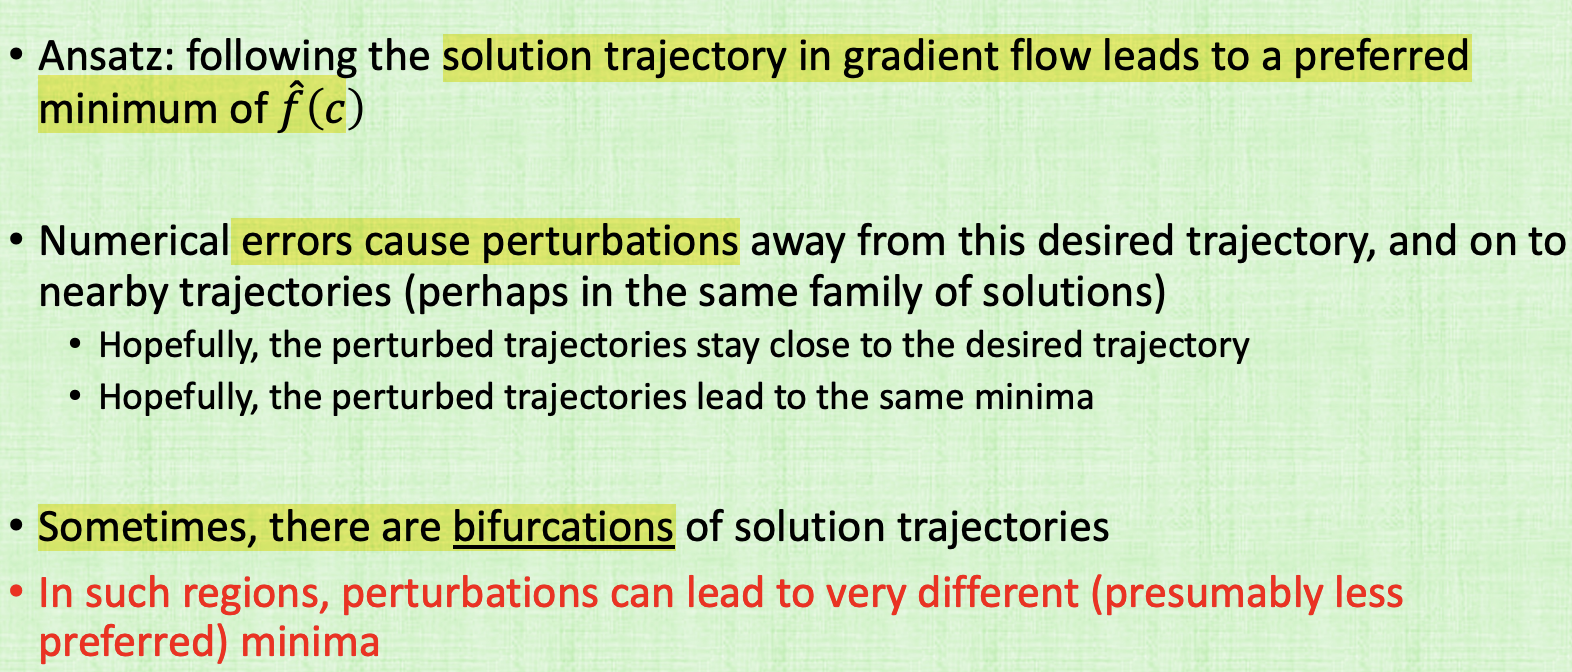 • Ansatz: following the solution trajectory in gradient flow leads to a preferred
minimum of f̂(c)
• Numerical errors cause perturbations away from this desired trajectory, and on to
nearby trajectories (perhaps in the same family of solutions)
• Hopefully, the perturbed trajectories stay close to the desired trajectory
• Hopefully, the perturbed trajectories lead to the same minima
• Sometimes, there are bifurcations of solution trajectories
• In such regions, perturbations can lead to very different (presumably less
preferred) minima